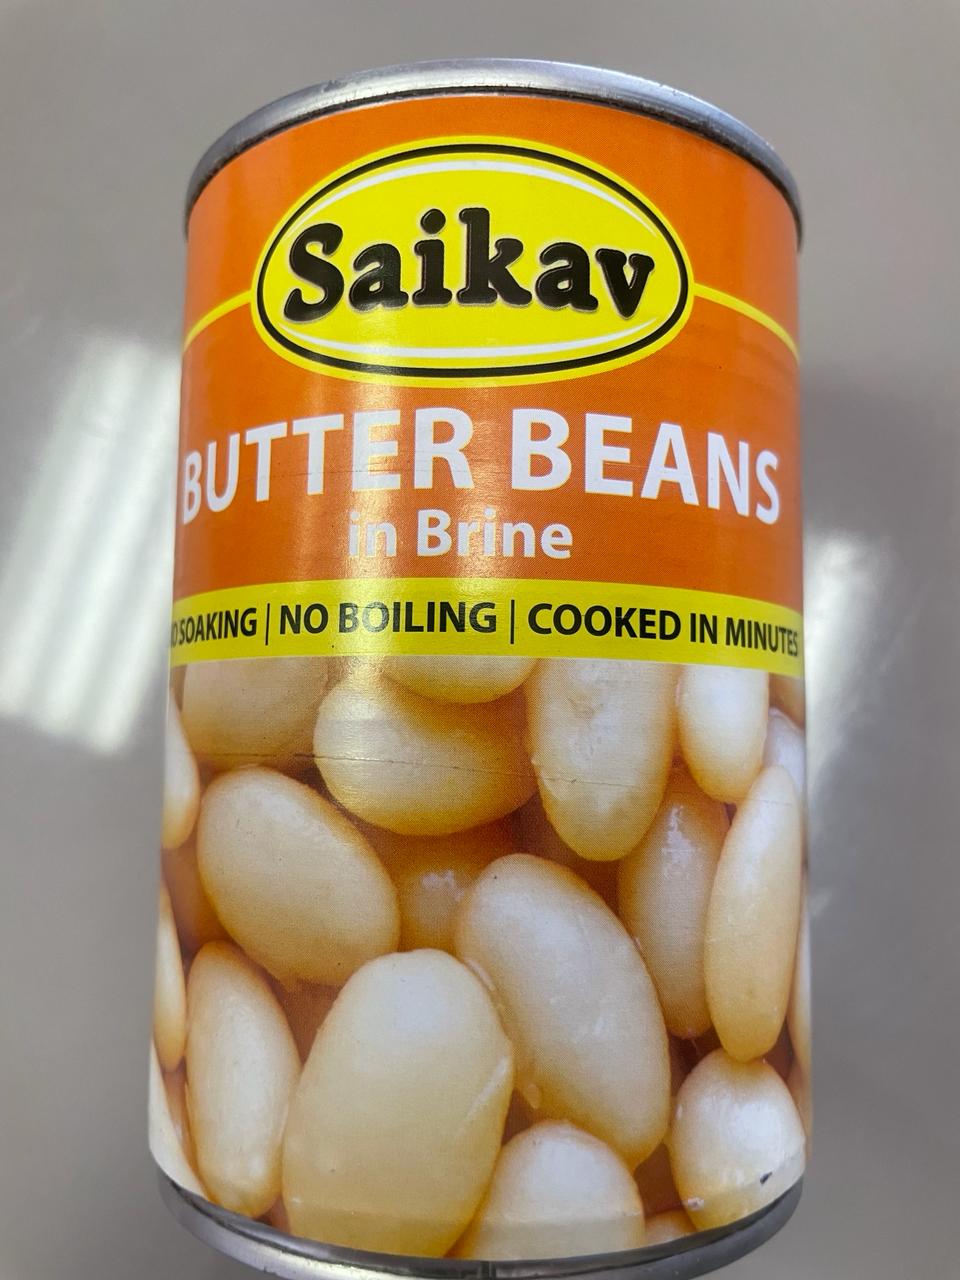 Saikav
BUTTER BEANS
in Brine
SOAKING | NO BOILING | COOKED IN MINUTES